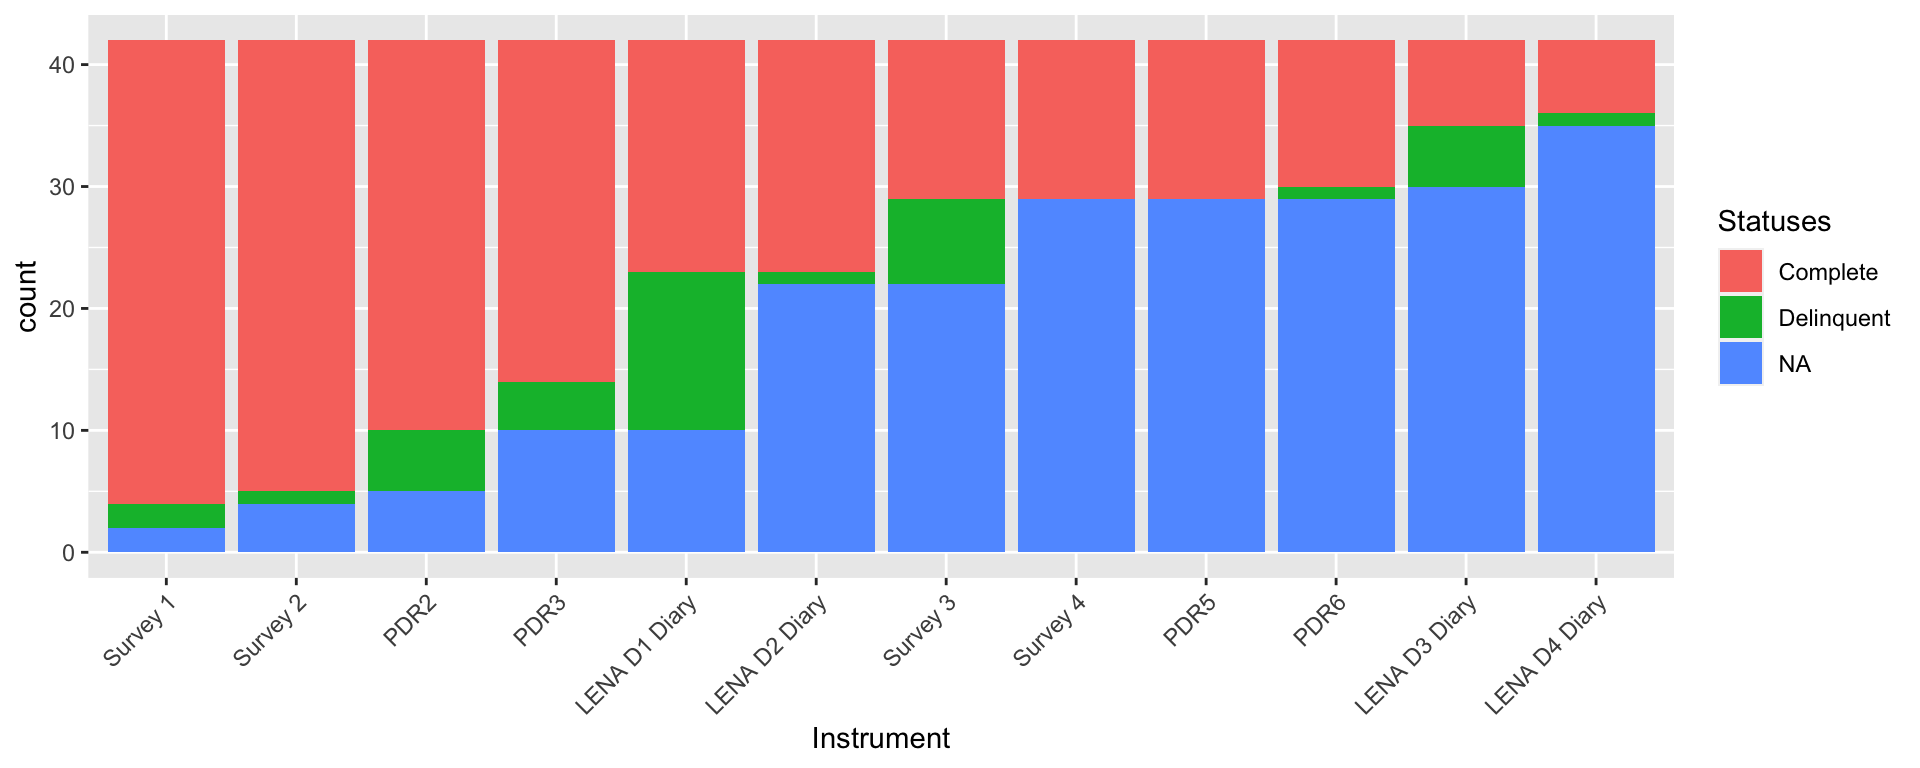 40
30
20
10
0
count
Survey 1
Survey 2
PDR2
PDR3
LENA D1 Diary
LENA D2 Diary
Survey 3
Survey 4
PDR5
PDR6
LENA D3 Diary
LENA D4 Diary
Instrument
Statuses
Complete
Delinquent
NA